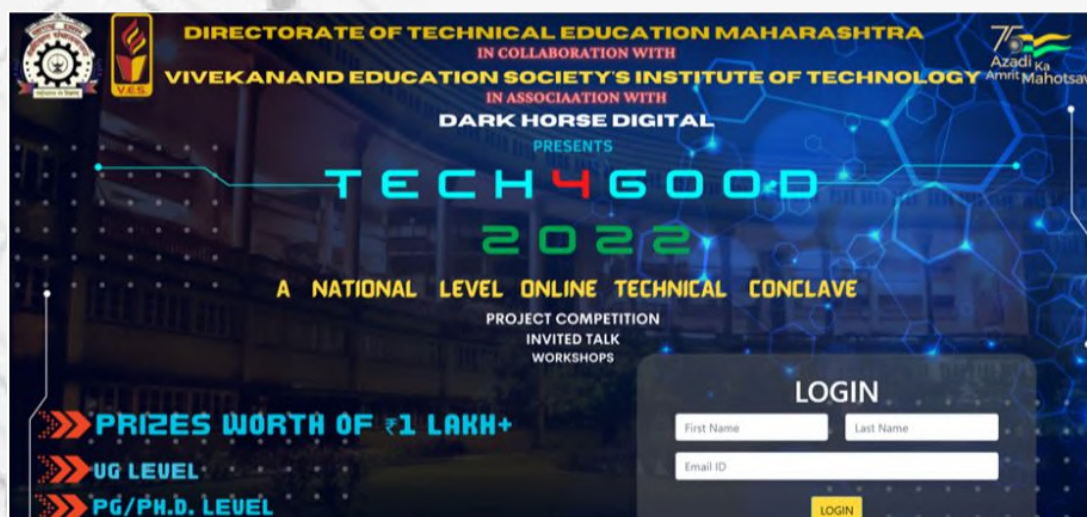 DIRECTORATE OF TECHNICAL EDUCATION MAHARASHTRA
IN COLLABORATION WITH
VIVEKANAND EDUCATION SOCIETY'S INSTITUTE OF TECHNOLOGY
IN ASSOCIAATION WITH
DARK HORSE DIGITAL
PRESENTS
TECH4GOOD
2022
A NATIONAL LEVEL ONLINE TECHNICAL CONCLAVE
PROJECT COMPETITION
INVITED TALK
WORKSHOPS
V.E.S.
75
Azadi Ka
Amrit Mahotsav
PRIZES WORTH OF ₹1 LAKH+
UG LEVEL
PG/PH.D. LEVEL
LOGIN
First Name
Last Name
Email ID
LOGIN